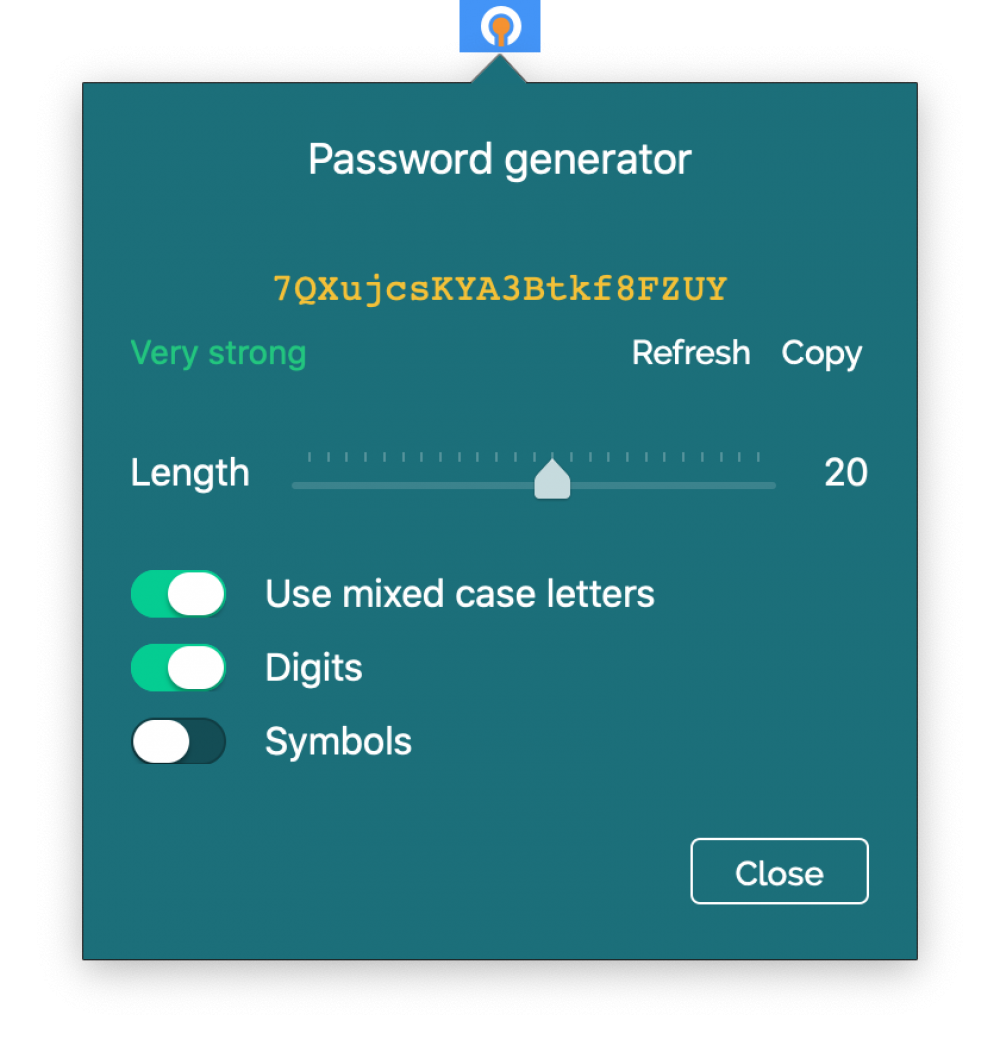 Password generator
7QXujcsKYA3Btkf8FZUY
Very strong Refresh Copy
Length 20
Use mixed case letters
Digits
Symbols
Close